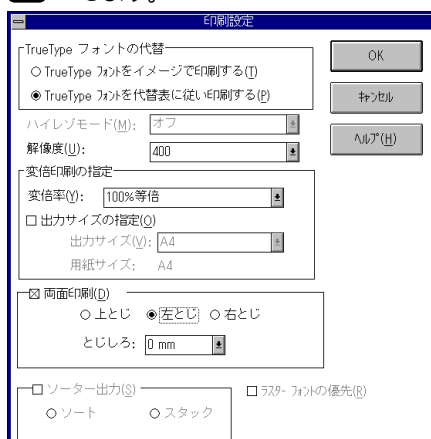 印刷設定
TrueType フォントの代替
TrueType ﾌｫﾝﾄをイメージで印刷する(T)
TrueType ﾌｫﾝﾄを代替表に従い印刷する(P)
OK
ｷｬﾝｾﾙ
ﾍﾙﾌﾟ(H)
ハイレゾモード(M): オフ
解像度(U): 400
変倍印刷の指定
変倍率(Y): 100%等倍
出力サイズの指定(O)
出力サイズ(V): A4
用紙サイズ: A4
両面印刷(D)
上とじ 左とじ 右とじ
とじしろ: 0 mm
ソーター出力(S)
ﾗｽﾀｰ ﾌｫﾝﾄの優先(R)
ソート スタック